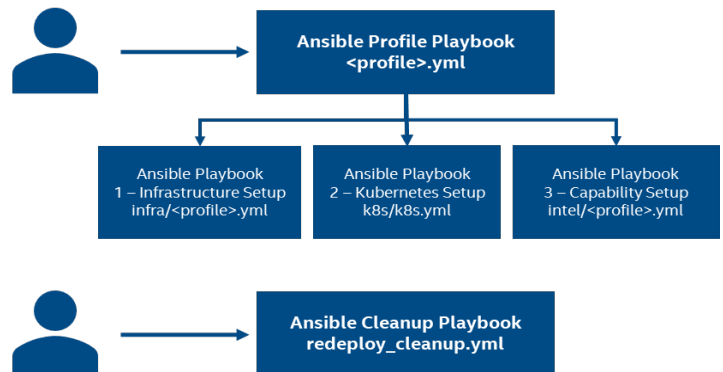 Ansible Profile Playbook
<profile>.yml
Ansible Playbook
1 – Infrastructure Setup
infra/<profile>.yml
Ansible Playbook
2 – Kubernetes Setup
k8s/k8s.yml
Ansible Playbook
3 – Capability Setup
intel/<profile>.yml
Ansible Cleanup Playbook
redeploy_cleanup.yml